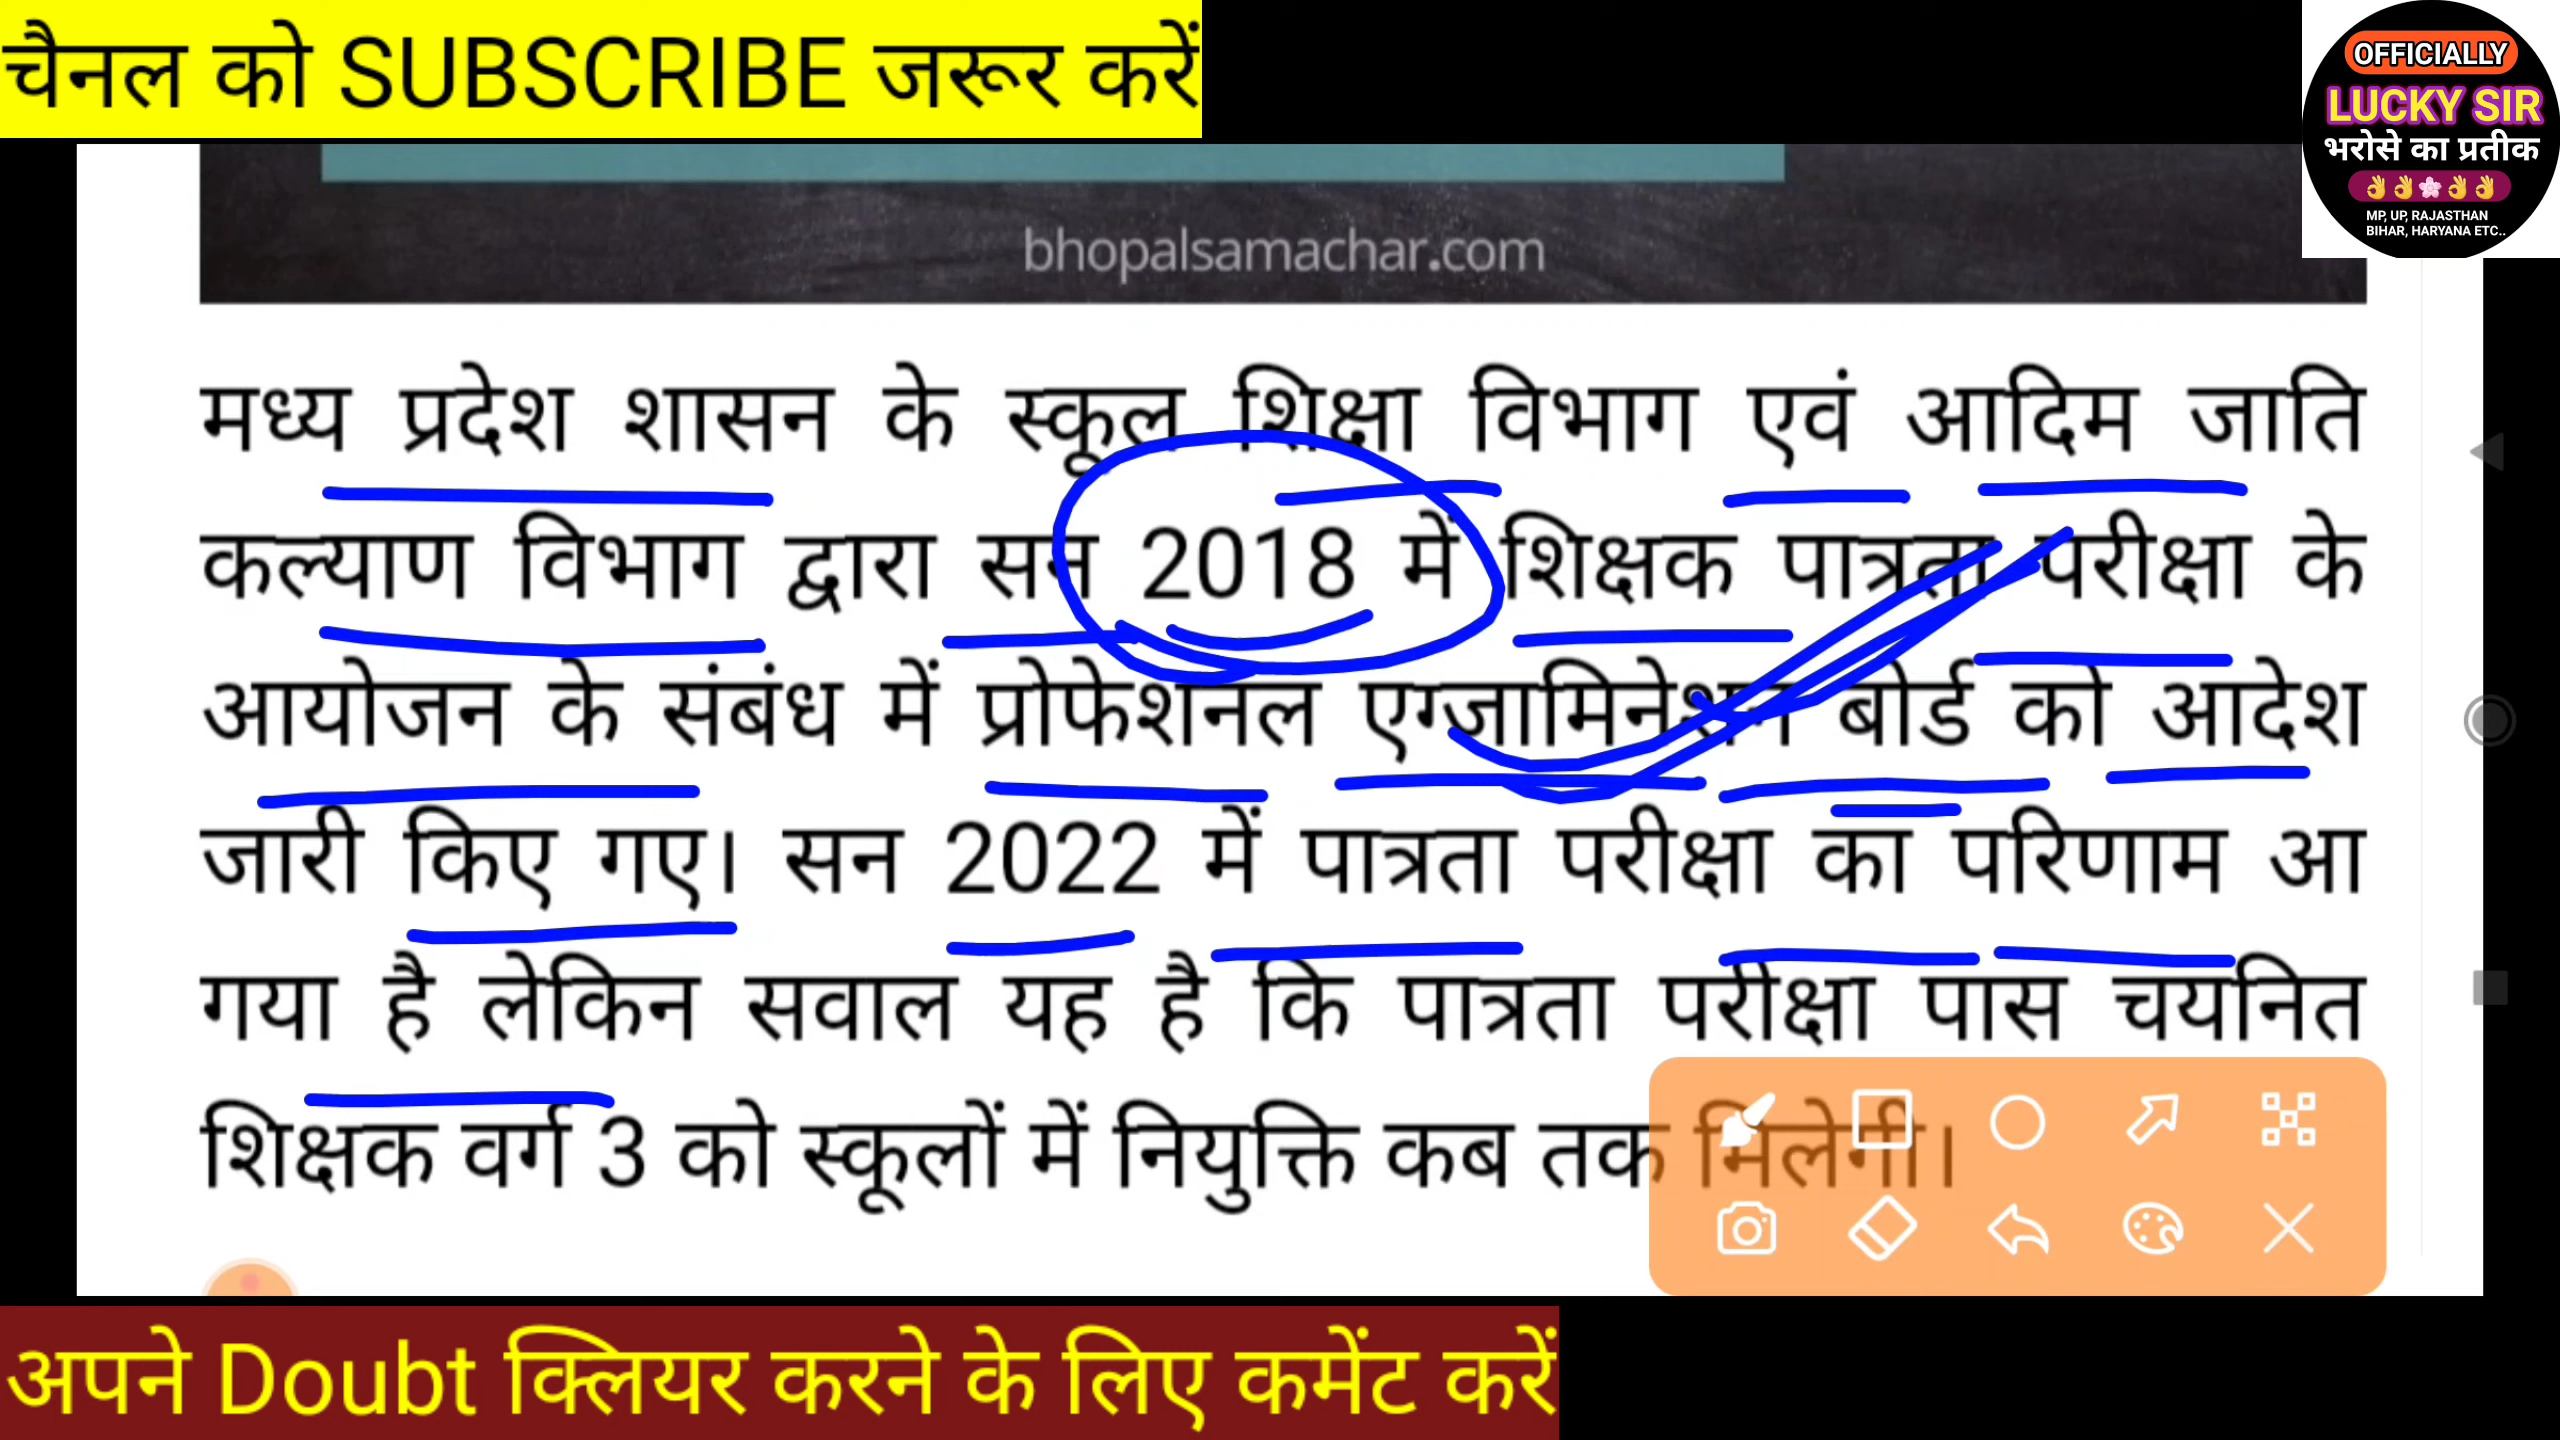 चैनल को SUBSCRIBE जरूर करें
OFFICIALLY
LUCKY SIR
भरोसे का प्रतीक
MP, UP, RAJASTHAN
BIHAR, HARYANA ETC..
bhopalsamachar.com
मध्य प्रदेश शासन के स्कूल शिक्षा विभाग एवं आदिम जाति
कल्याण विभाग द्वारा सन 2018 में शिक्षक पात्रता परीक्षा के
आयोजन के संबंध में प्रोफेशनल एग्जामिनेशन बोर्ड को आदेश
जारी किए गए। सन 2022 में पात्रता परीक्षा का परिणाम आ
गया है लेकिन सवाल यह है कि पात्रता परीक्षा पास चयनित
शिक्षक वर्ग 3 को स्कूलों में नियुक्ति कब तक मिलेगी।
अपने Doubt क्लियर करने के लिए कमेंट करें